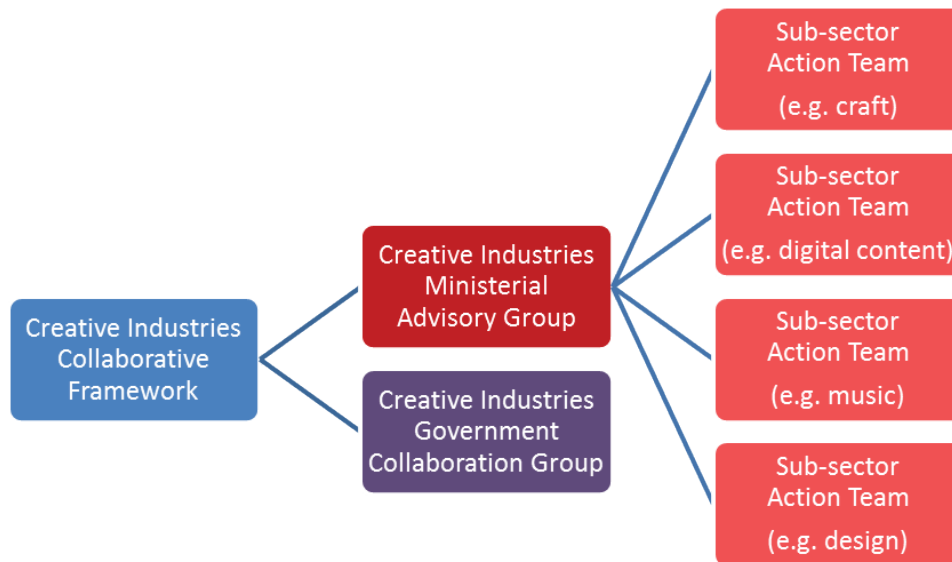 Creative Industries
Collaborative
Framework
Creative Industries
Ministerial
Advisory Group
Creative Industries
Government
Collaboration Group
Sub-sector
Action Team
(e.g. craft)
Sub-sector
Action Team
(e.g. digital content)
Sub-sector
Action Team
(e.g. music)
Sub-sector
Action Team
(e.g. design)